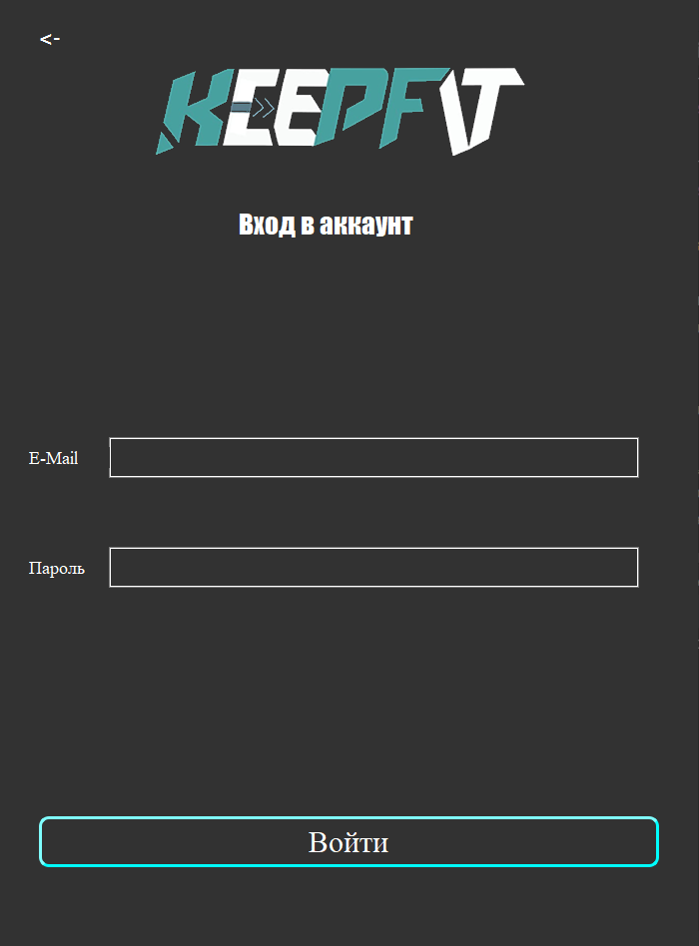 <-
KEEPFIT
Вход в аккаунт
E-Mail
Пароль
Войти